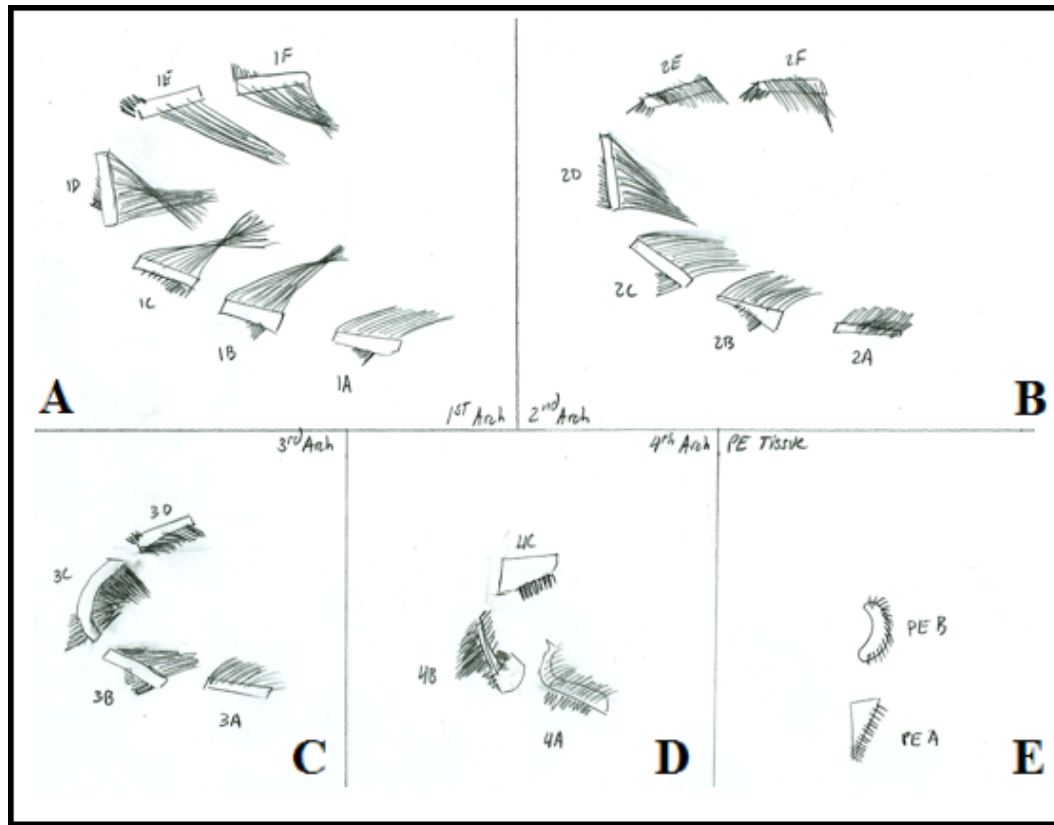 1E
1F
1D
1C
1B
1A
A
1ST Arch
2E
2F
2D
2C
2B
2A
B
2nd Arch
3rd Arch
3D
3C
3B
3A
C
4th Arch
4C
4B
4A
D
PE Tissue
PE B
PE A
E